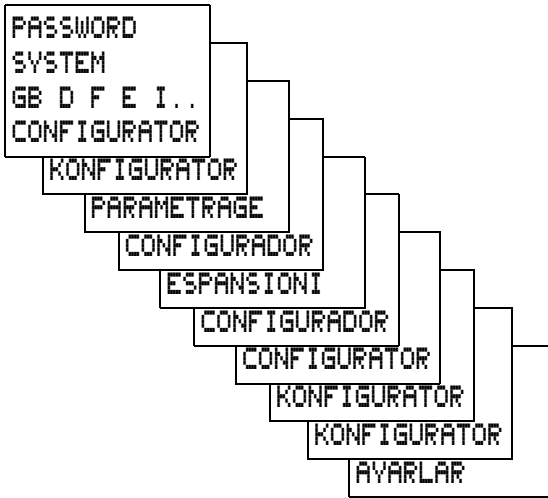 PASSWORD
SYSTEM
GB D F E I..
CONFIGURATOR
KONFIGURATOR
PARAMETRAGE
CONFIGURADOR
ESPANSIONI
CONFIGURADOR
CONFIGURATOR
KONFIGURATOR
KONFIGURATOR
AYARLAR